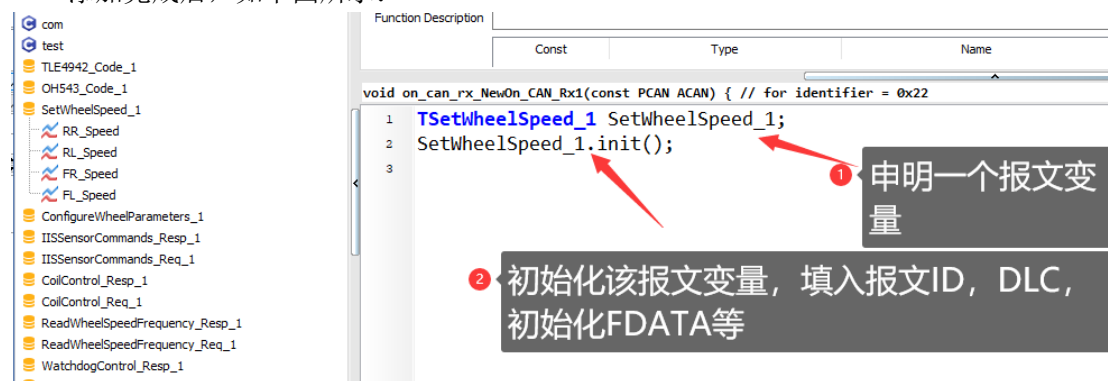 Function Description
Const Type Name
com
test
TLE4942_Code_1
OH543_Code_1
SetWheelSpeed_1
RR_Speed
RL_Speed
FR_Speed
FL_Speed
ConfigureWheelParameters_1
IISSensorCommands_Resp_1
IISSensorCommands_Req_1
CoilControl_Resp_1
CoilControl_Req_1
ReadWheelSpeedFrequency_Resp_1
ReadWheelSpeedFrequency_Req_1
WatchdogControl_Resp_1
void on_can_rx_NewOn_CAN_Rx1(const PCAN ACAN) { // for identifier = 0x22
1 TSetWheelSpeed_1 SetWheelSpeed_1;
2 SetWheelSpeed_1.init();
3
1 申明一个报文变
量
2 初始化该报文变量，填入报文ID，DLC，
初始化FDATA等